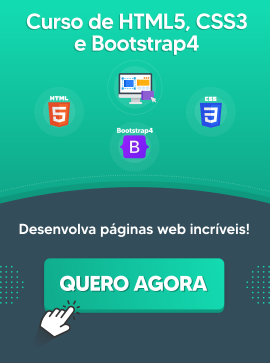 Curso de HTML5, CSS3
e Bootstrap4
HTML
5
CSS
3
Bootstrap4
B
Desenvolva páginas web incríveis!
QUERO AGORA